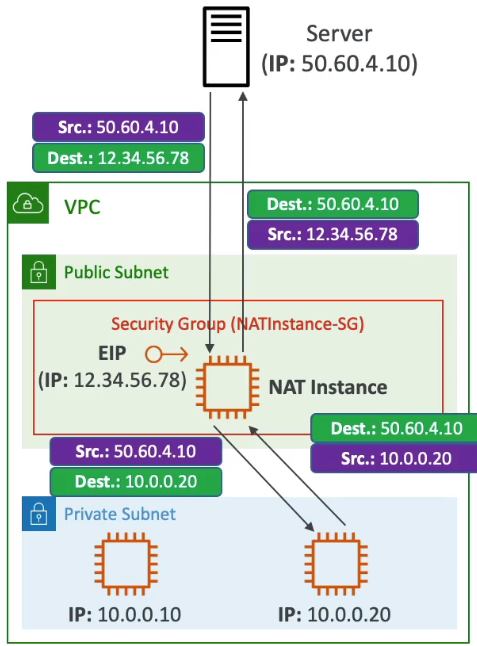 Server
(IP: 50.60.4.10)
Src.: 50.60.4.10
Dest.: 12.34.56.78
VPC
Dest.: 50.60.4.10
Src.: 12.34.56.78
Public Subnet
Security Group (NATInstance-SG)
EIP
(IP: 12.34.56.78)
NAT Instance
Src.: 50.60.4.10
Dest.: 10.0.0.20
Dest.: 50.60.4.10
Src.: 10.0.0.20
Private Subnet
IP: 10.0.0.10
IP: 10.0.0.20